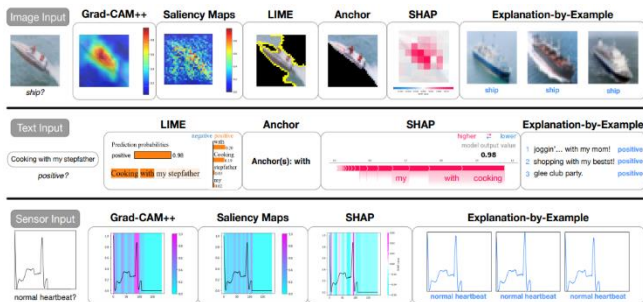 Image Input
Grad-CAM++
Saliency Maps
LIME
Anchor
SHAP
Explanation-by-Example
ship?
ship
ship
ship
Text Input
LIME
Anchor
SHAP
Explanation-by-Example
Cooking with my stepfather
positive?
Prediction probabilities
positive
0.98
negative positive
with
Cooking
stepfather
my
Cooking with my stepfather
Anchor(s): with
higher ⇄ lower
model output value
0.98
my
with
cooking
1 joggin'... with my mom! positive
2 shopping with my bestst! positive
3 glee club party. positive
Sensor Input
Grad-CAM++
Saliency Maps
SHAP
Explanation-by-Example
normal heartbeat?
normal heartbeat
normal heartbeat
normal heartbeat